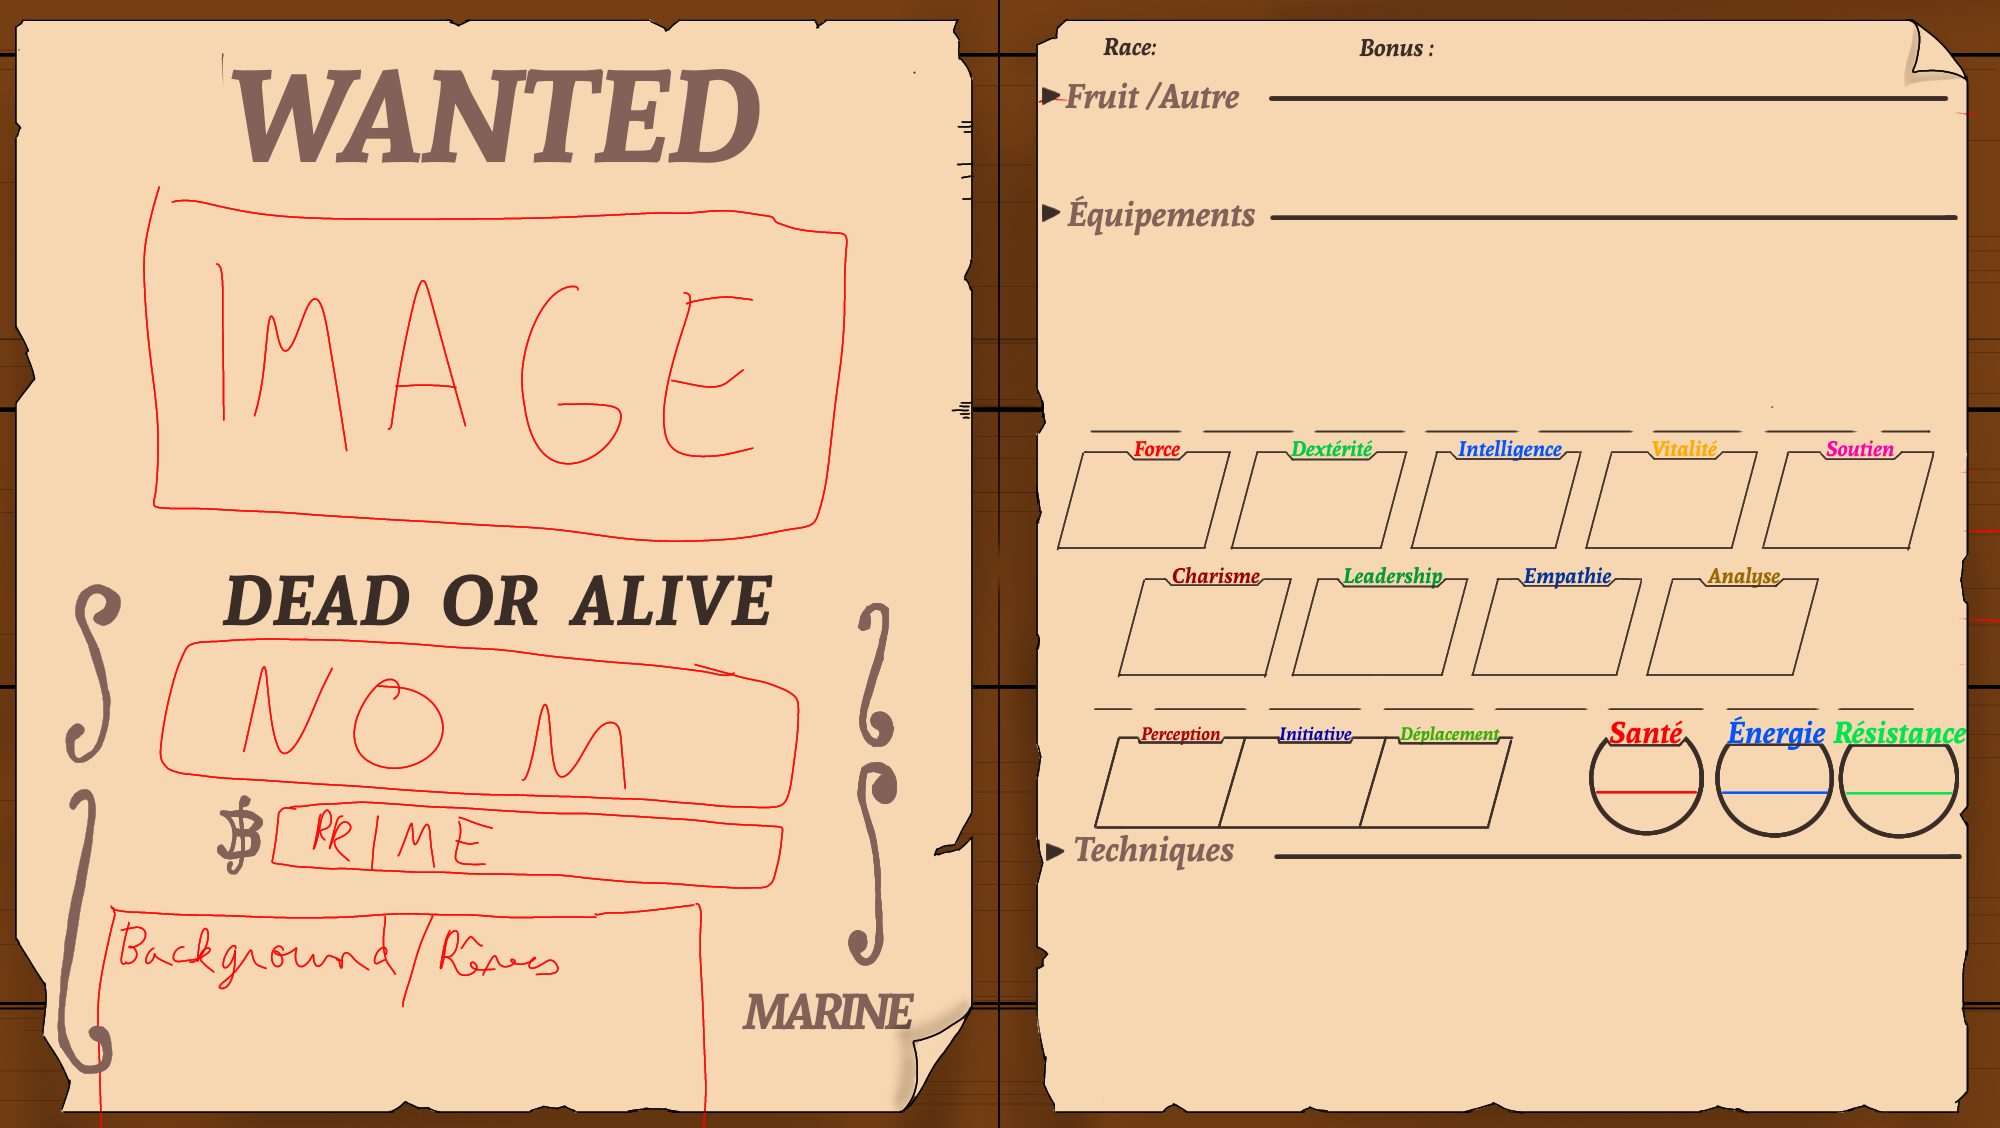 WANTED
IMAGE
DEAD OR ALIVE
NOM
฿ PRIME
Background/Rêves
MARINE
Race: Bonus :
Fruit /Autre
Équipements
Force Dextérité Intelligence Vitalité Soutien
Charisme Leadership Empathie Analyse
Perception Initiative Déplacement Santé Énergie Résistance
Techniques